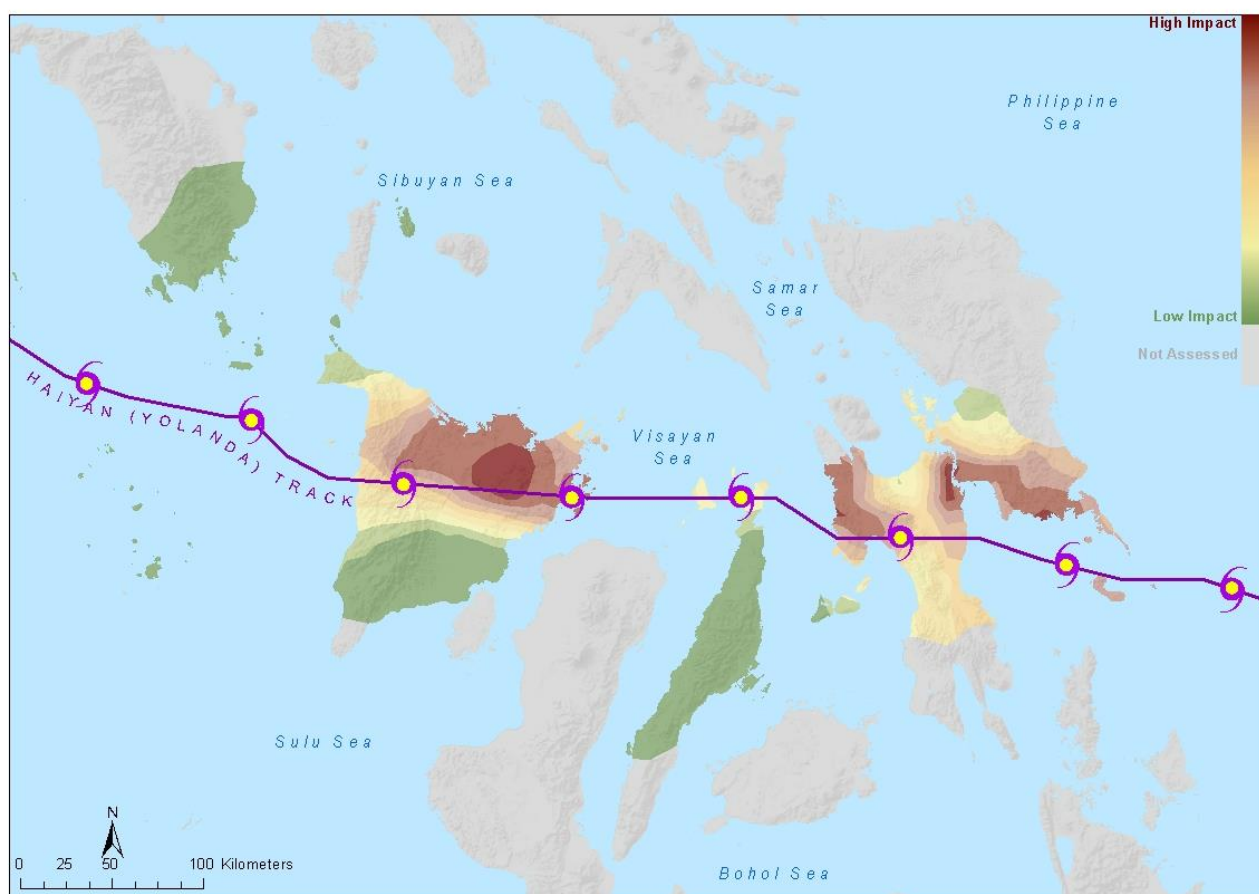 High Impact
Philippine
Sea
Sibuyan Sea
Samar
Sea
Low Impact
Not Assessed
HAIYAN (YOLANDA) TRACK
Visayan
Sea
Sulu Sea
N
0 25 50 100 Kilometers
Bohol Sea